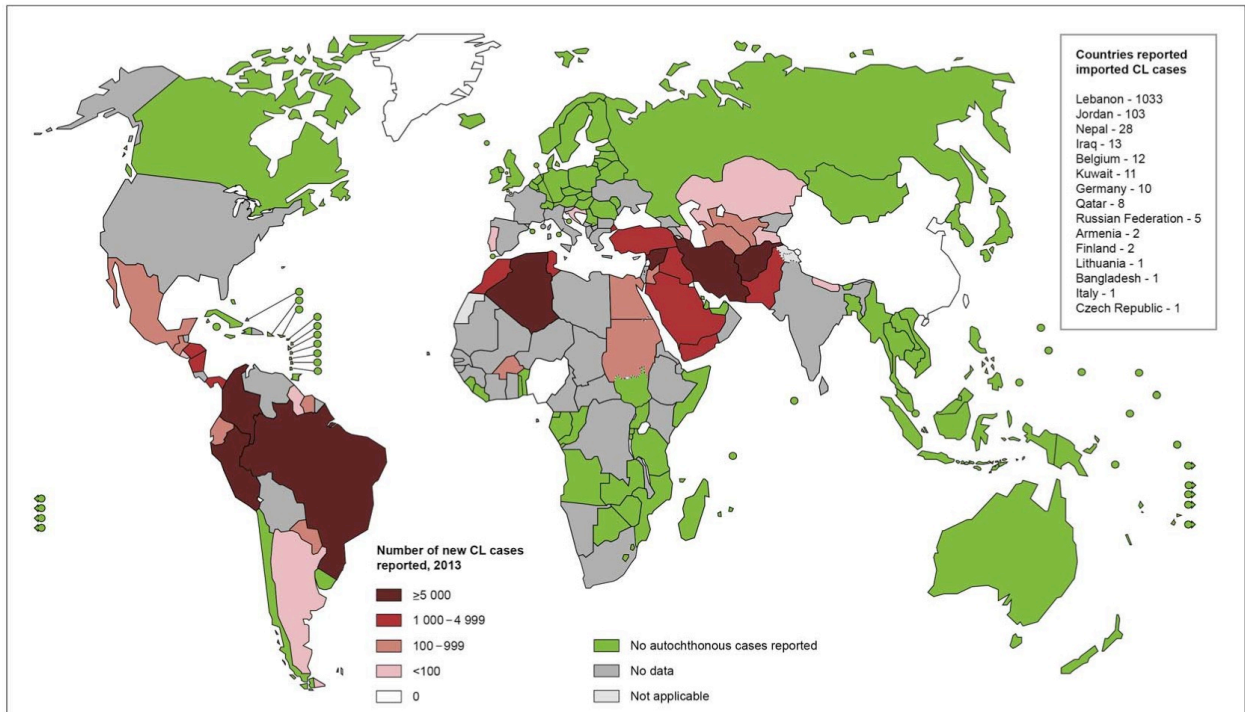 Countries reported
imported CL cases
Lebanon - 1033
Jordan - 103
Nepal - 28
Iraq - 13
Belgium - 12
Kuwait - 11
Germany - 10
Qatar - 8
Russian Federation - 5
Armenia - 2
Finland - 2
Lithuania - 1
Bangladesh - 1
Italy - 1
Czech Republic - 1
Number of new CL cases
reported, 2013
≥5 000
1 000 – 4 999
100 – 999
<100
0
No autochthonous cases reported
No data
Not applicable